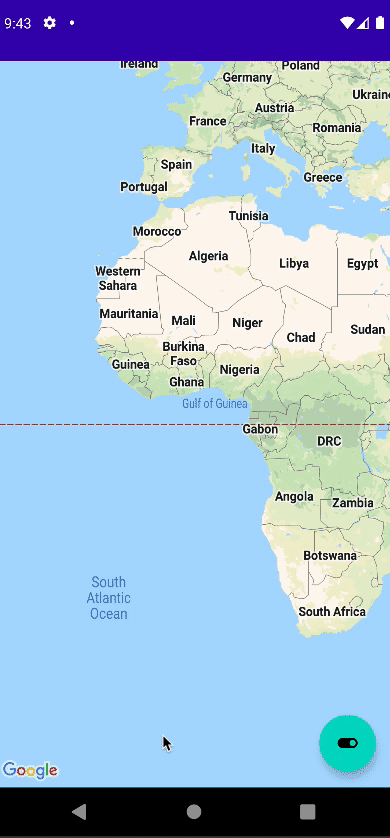 9:43
Ireland
Poland
Germany
Ukraine
Austria
France
Romania
Italy
Spain
Greece
Portugal
Tunisia
Morocco
Algeria
Libya
Egypt
Western
Sahara
Mauritania
Mali
Niger
Chad
Sudan
Burkina
Faso
Guinea
Nigeria
Ghana
Gulf of Guinea
Gabon
DRC
Angola
Zambia
Botswana
South
Atlantic
Ocean
South Africa
Google